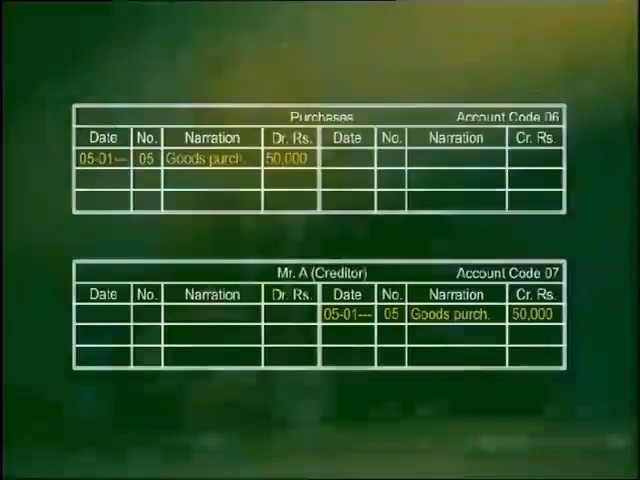 Purchases Account Code 06
Date No. Narration Dr. Rs. Date No. Narration Cr. Rs.
05-01--- 05 Goods purch. 50,000
Mr. A (Creditor) Account Code 07
Date No. Narration Dr. Rs. Date No. Narration Cr. Rs.
05-01--- 05 Goods purch. 50,000